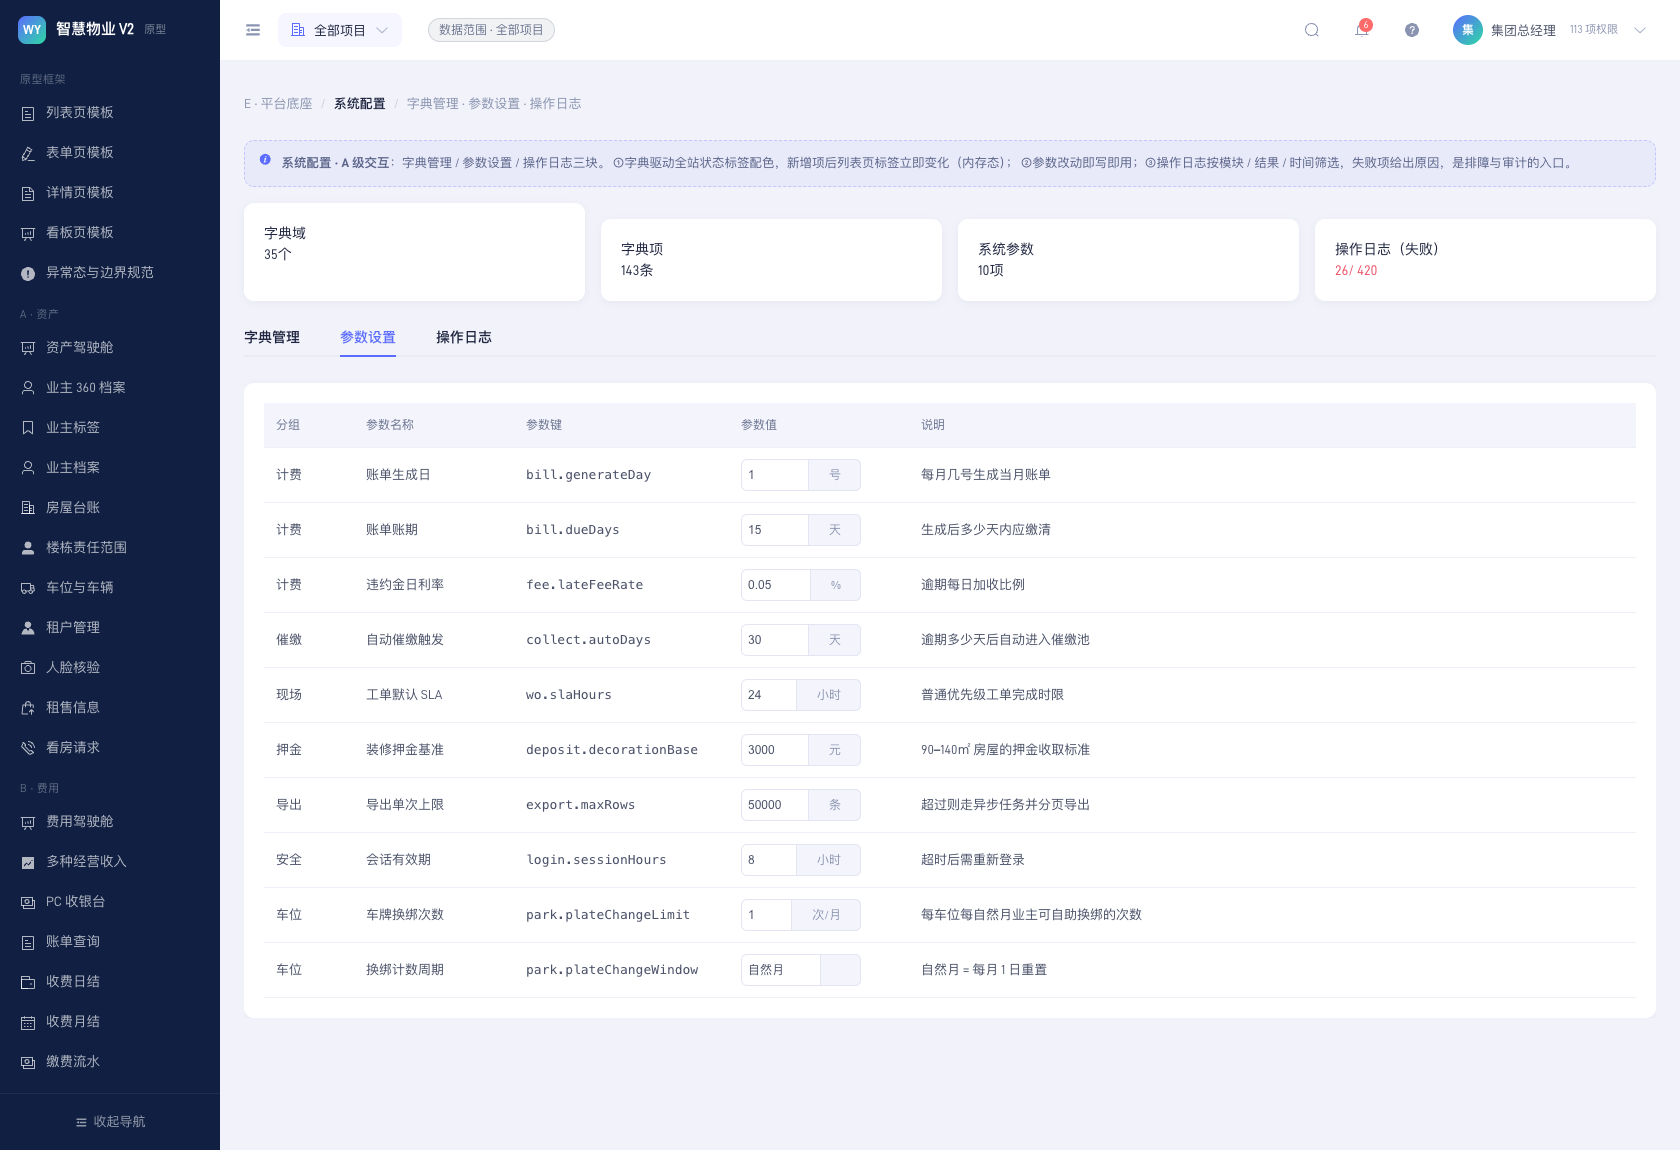 WY 智慧物业 V2 原型
全部项目
数据范围 · 全部项目
6
集 集团总经理 113 项权限
原型框架
列表页模板
表单页模板
详情页模板
看板页模板
异常态与边界规范
A · 资产
资产驾驶舱
业主 360 档案
业主标签
业主档案
房屋台账
楼栋责任范围
车位与车辆
租户管理
人脸核验
租售信息
看房请求
B · 费用
费用驾驶舱
多种经营收入
PC 收银台
账单查询
收费日结
收费月结
缴费流水
收起导航
E · 平台底座 / 系统配置 / 字典管理 · 参数设置 · 操作日志
系统配置 · A 级交互：字典管理 / 参数设置 / 操作日志三块。①字典驱动全站状态标签配色，新增项后列表页标签立即变化（内存态）；②参数改动即写即用；③操作日志按模块 / 结果 / 时间筛选，失败项给出原因，是排障与审计的入口。
字典域
35个
字典项
143条
系统参数
10项
操作日志（失败）
26/ 420
字典管理 参数设置 操作日志
分组 参数名称 参数键 参数值 说明
计费 账单生成日 bill.generateDay 1 号 每月几号生成当月账单
计费 账单账期 bill.dueDays 15 天 生成后多少天内应缴清
计费 违约金日利率 fee.lateFeeRate 0.05 % 逾期每日加收比例
催缴 自动催缴触发 collect.autoDays 30 天 逾期多少天后自动进入催缴池
现场 工单默认 SLA wo.slaHours 24 小时 普通优先级工单完成时限
押金 装修押金基准 deposit.decorationBase 3000 元 90–140㎡ 房屋的押金收取标准
导出 导出单次上限 export.maxRows 50000 条 超过则走异步任务并分页导出
安全 会话有效期 login.sessionHours 8 小时 超时后需重新登录
车位 车牌换绑次数 park.plateChangeLimit 1 次/月 每车位每自然月业主可自助换绑的次数
车位 换绑计数周期 park.plateChangeWindow 自然月 自然月 = 每月 1 日重置